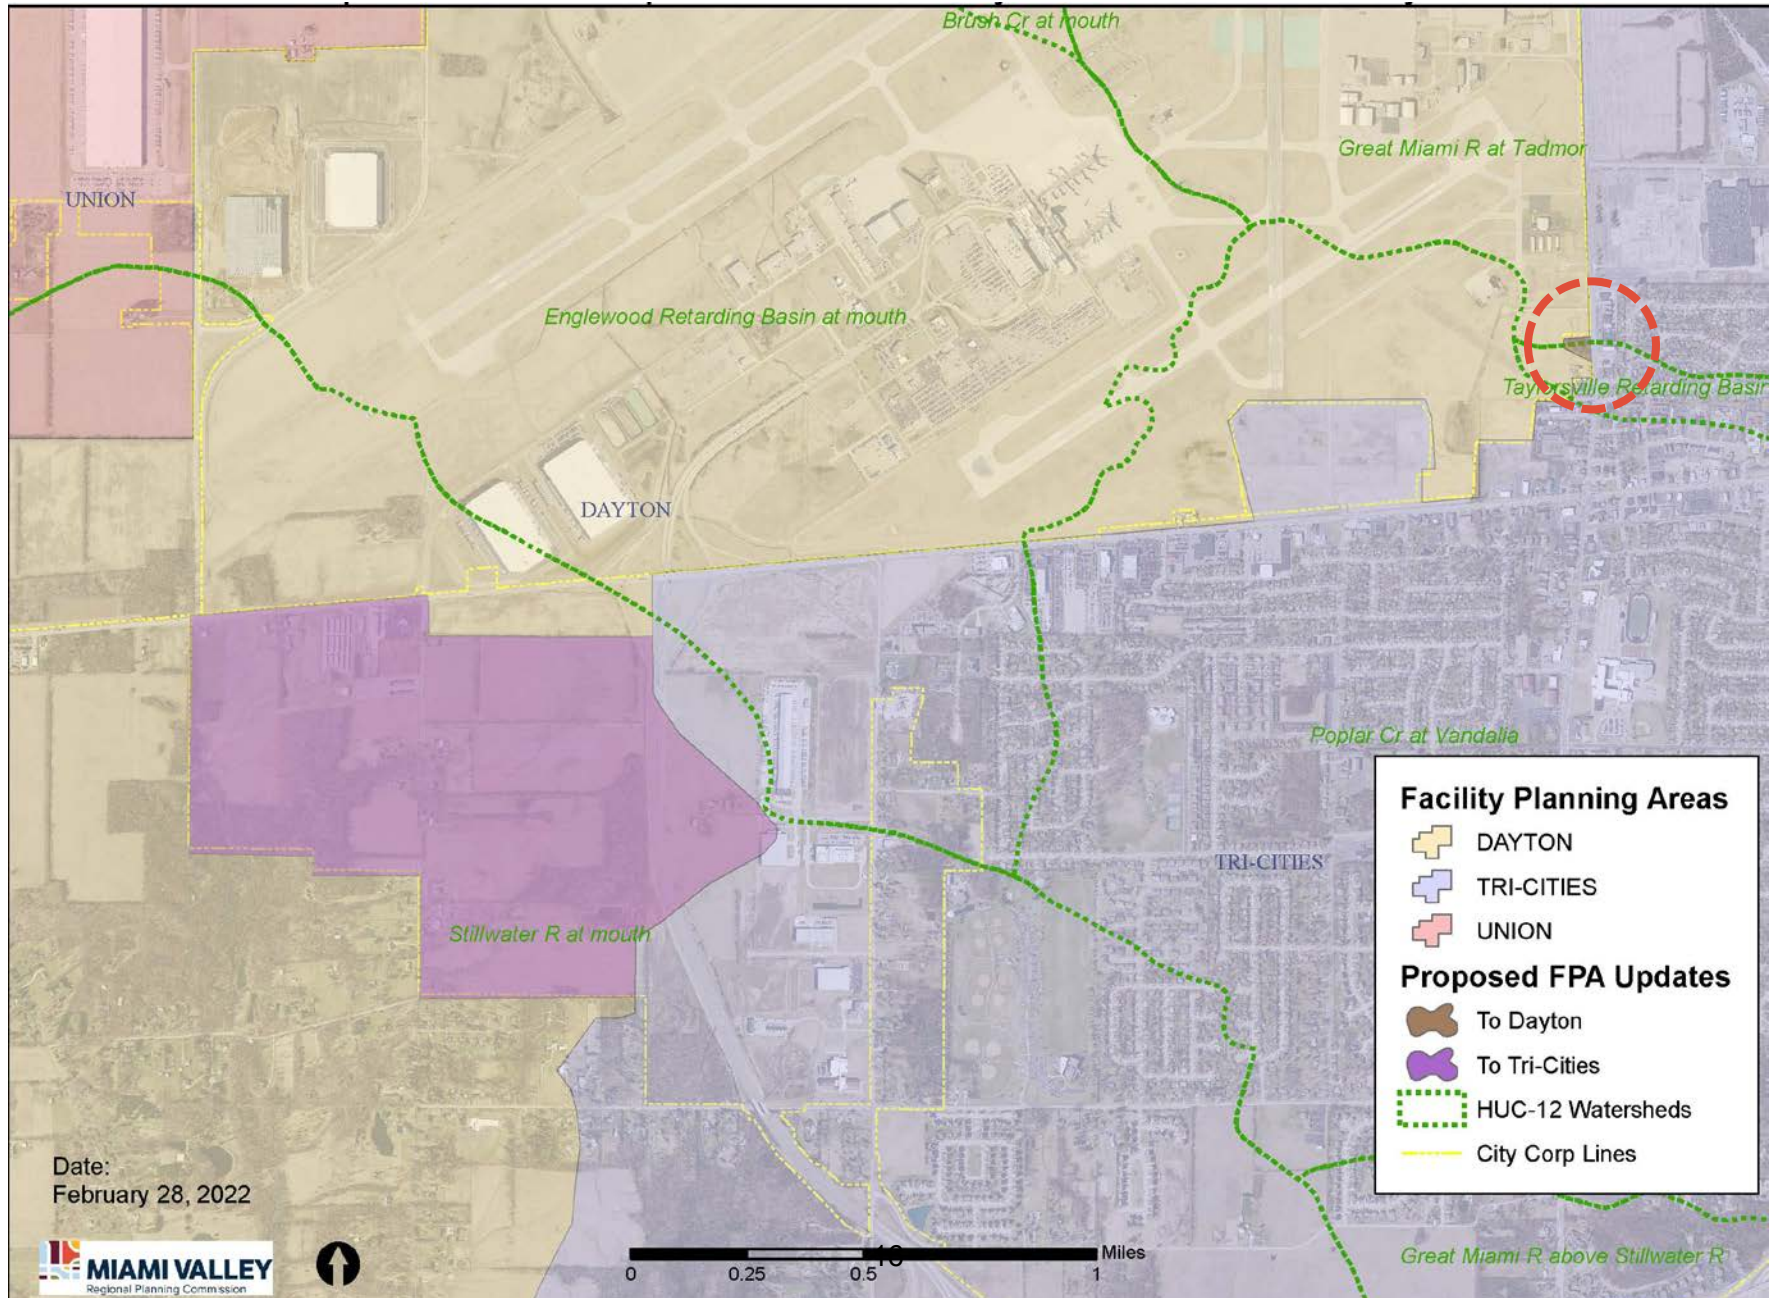 Brush Cr at mouth
Great Miami R at Tadmor
UNION
Englewood Retarding Basin at mouth
Taylorsville Retarding Basin
DAYTON
Poplar Cr at Vandalia
TRI-CITIES
Stillwater R at mouth
Great Miami R above Stillwater R
Facility Planning Areas
DAYTON
TRI-CITIES
UNION
Proposed FPA Updates
To Dayton
To Tri-Cities
HUC-12 Watersheds
City Corp Lines
Date:
February 28, 2022
MIAMI VALLEY
Regional Planning Commission
0 0.25 0.5 1
Miles